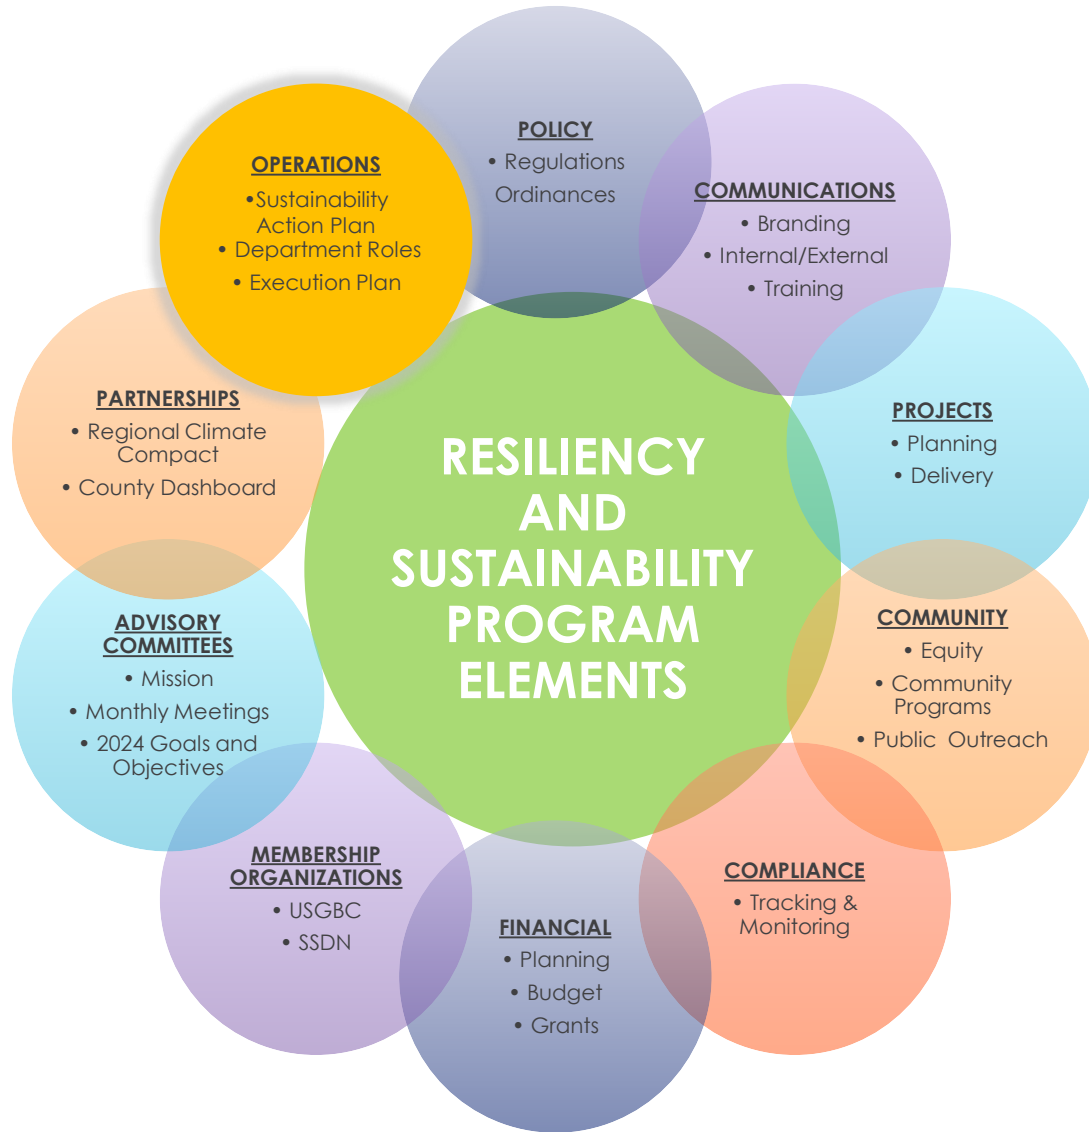 POLICY
• Regulations
Ordinances
COMMUNICATIONS
• Branding
• Internal/External
• Training
PROJECTS
• Planning
• Delivery
COMMUNITY
• Equity
• Community
Programs
• Public Outreach
COMPLIANCE
• Tracking &
Monitoring
FINANCIAL
• Planning
• Budget
• Grants
MEMBERSHIP
ORGANIZATIONS
• USGBC
• SSDN
ADVISORY
COMMITTEES
• Mission
• Monthly Meetings
• 2024 Goals and
Objectives
PARTNERSHIPS
• Regional Climate
Compact
• County Dashboard
OPERATIONS
•Sustainability
Action Plan
• Department Roles
• Execution Plan
RESILIENCY
AND
SUSTAINABILITY
PROGRAM
ELEMENTS